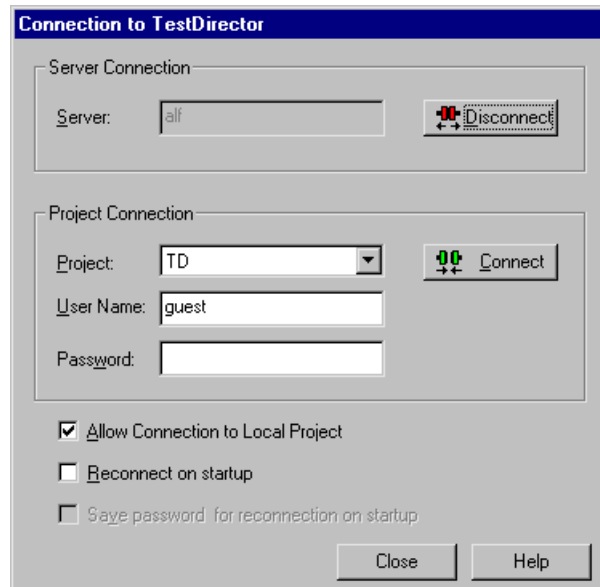 Connection to TestDirector
Server Connection
Server: alf Disconnect
Project Connection
Project: TD Connect
User Name: guest
Password:
Allow Connection to Local Project
Reconnect on startup
Save password for reconnection on startup
Close Help